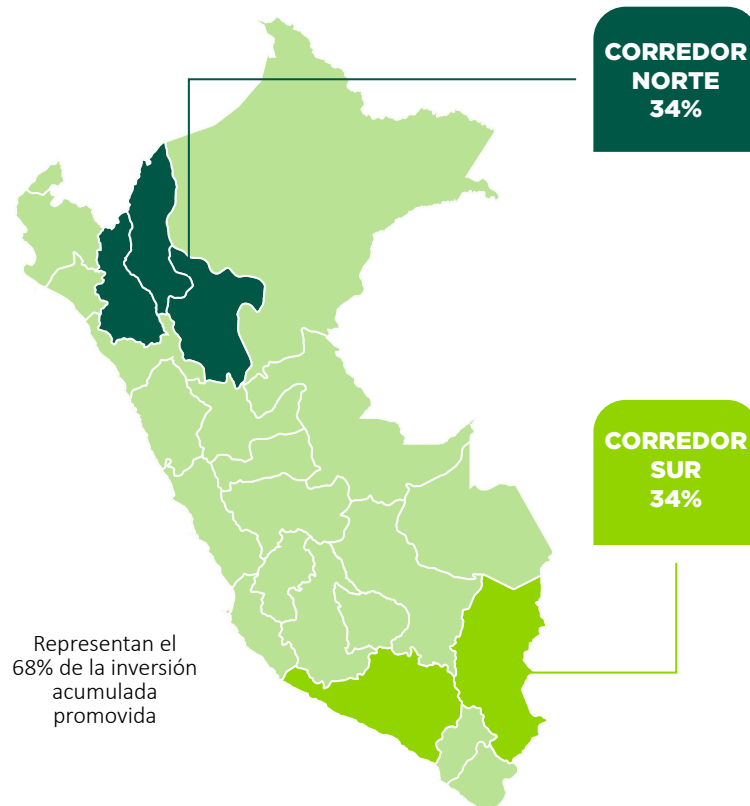 CORREDOR
NORTE
34%
CORREDOR
SUR
34%
Representan el
68% de la inversión
acumulada
promovida